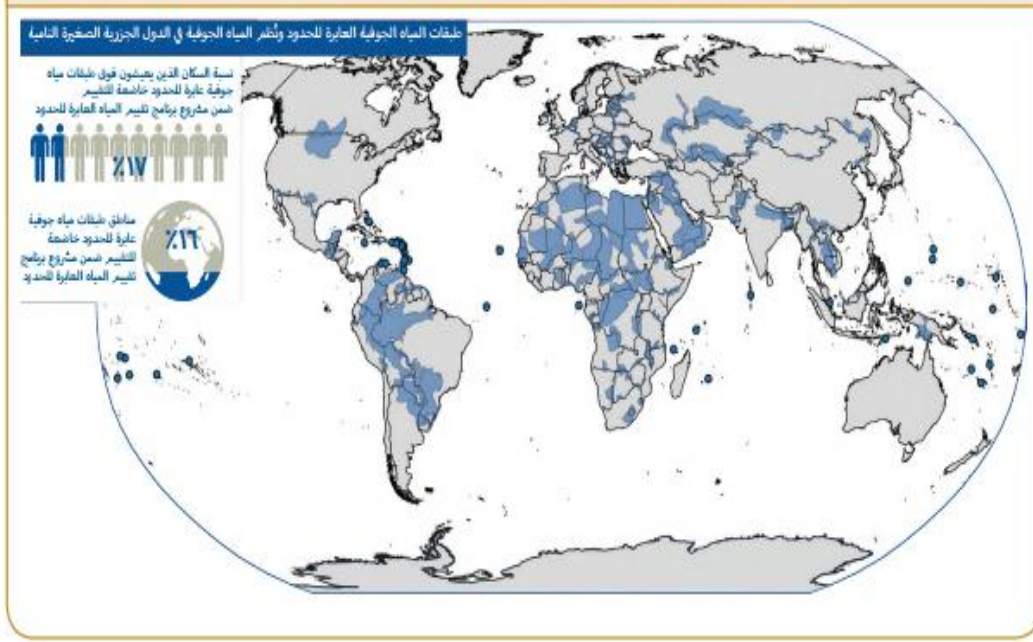 طبقات المياه الجوفية العابرة للحدود ونُظم المياه الجوفية في الدول الجزرية الصغيرة النامية
نسبة السكان الذين يعيشون فوق طبقات مياه
جوفية عابرة للحدود خاضعة للتقييم
ضمن مشروع برنامج تقييم المياه العابرة للحدود
٪١٧
مناطق طبقات مياه جوفية
عابرة للحدود خاضعة
للتقييم ضمن مشروع برنامج
تقييم المياه العابرة للحدود
٪١٦